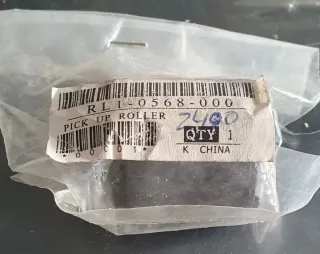 RL1-0568-000
PICK UP ROLLER
2400
QTY 1
K CHINA